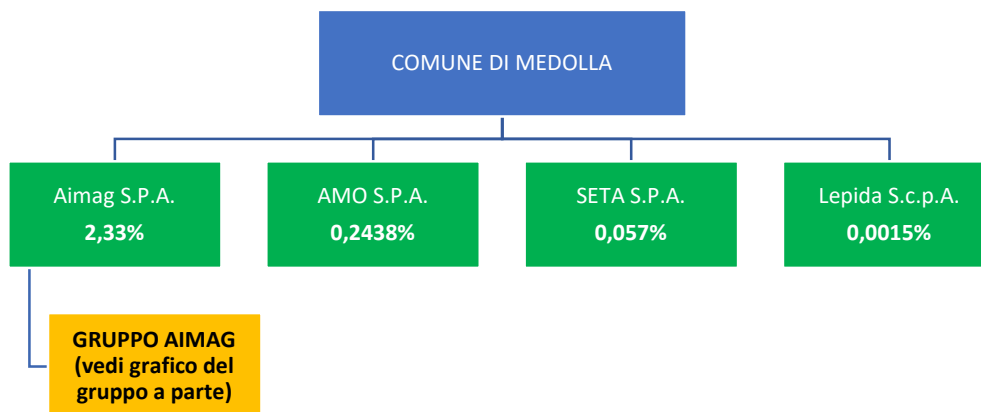 COMUNE DI MEDOLLA
Aimag S.P.A.
2,33%
AMO S.P.A.
0,2438%
SETA S.P.A.
0,057%
Lepida S.c.p.A.
0,0015%
GRUPPO AIMAG
(vedi grafico del
gruppo a parte)